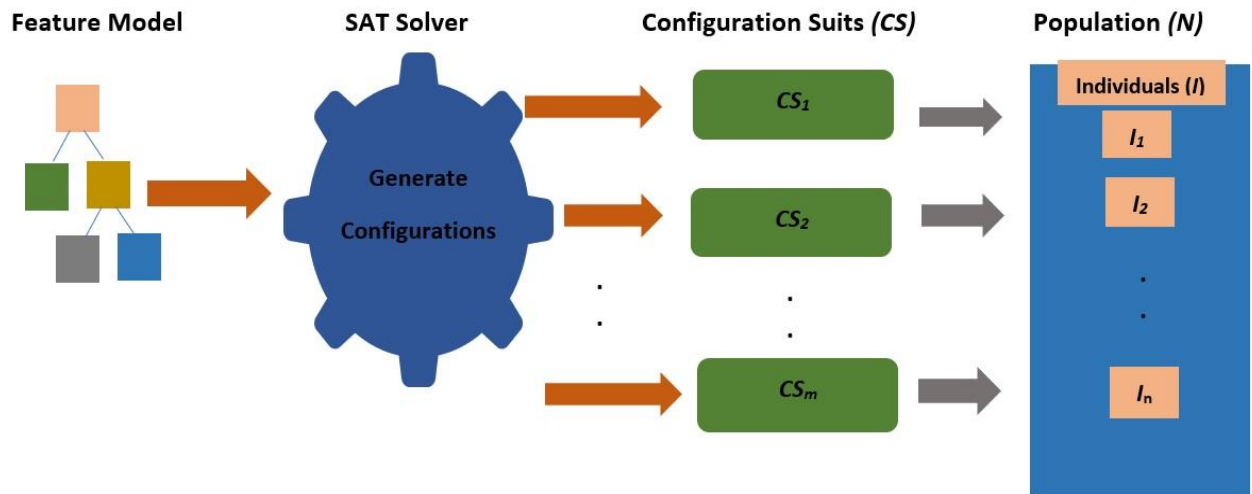 Feature Model
SAT Solver
Configuration Suits (CS)
Population (N)
Generate
Configurations
CS1
CS2
.
.
.
.
CSm
Individuals (I)
I1
I2
.
.
In